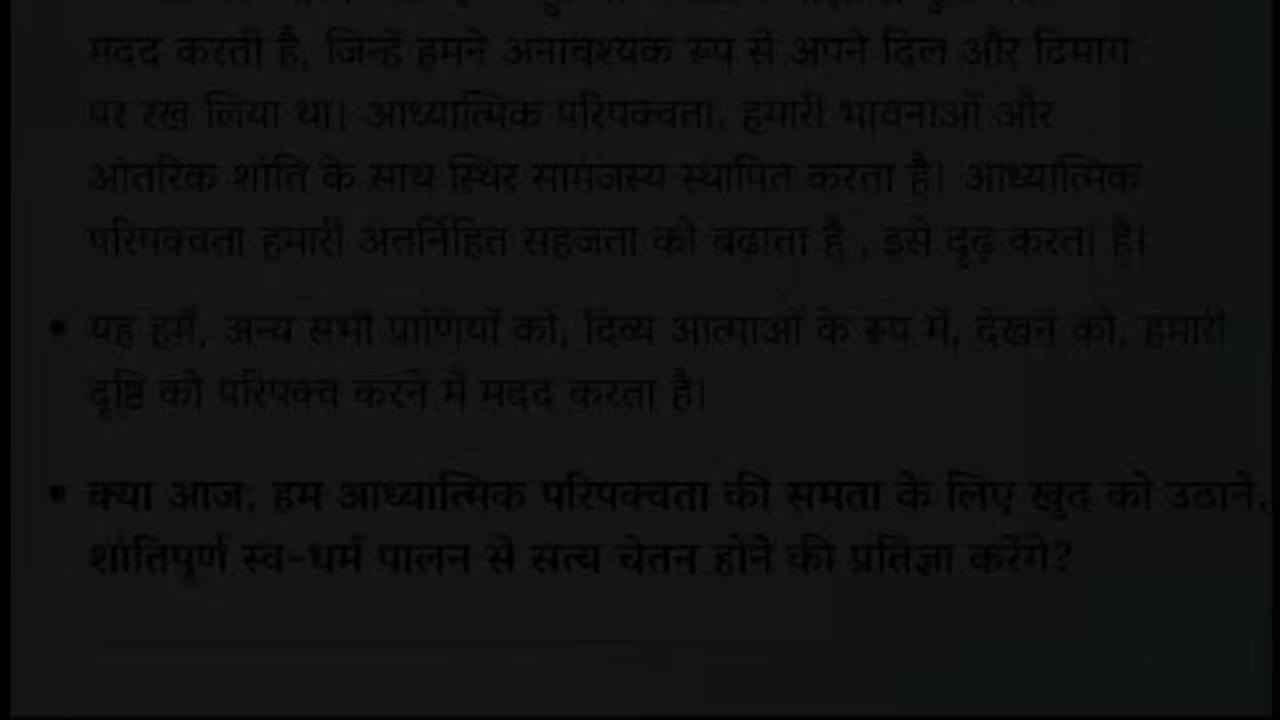 मदद करती है, जिन्हें हमने अनावश्यक रूप से अपने दिल और दिमाग
पर रख लिया था। आध्यात्मिक परिपक्वता, हमारी भावनाओं और
आंतरिक शांति के साथ स्थिर सामंजस्य स्थापित करता है। आध्यात्मिक
परिपक्वता हमारी अंतर्निहित सहजता को बढ़ाता है , इसे दृढ़ करता है।
• यह हमें, अन्य सभी प्राणियों को, दिव्य आत्माओं के रूप में, देखने को, हमारी
दृष्टि को परिपक्व करने में मदद करता है।
• क्या आज, हम आध्यात्मिक परिपक्वता की समता के लिए खुद को उठाने,
शांतिपूर्ण स्व-धर्म पालन से सत्य चेतन होने की प्रतिज्ञा करेंगे?